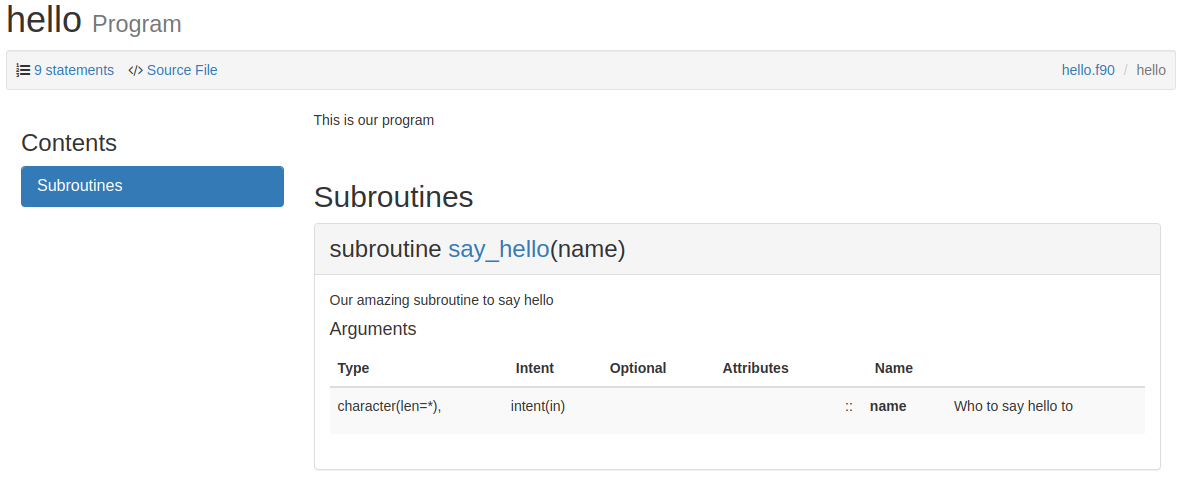 hello Program
9 statements </> Source File hello.f90 / hello
This is our program
Contents
Subroutines
Subroutines
subroutine say_hello(name)
Our amazing subroutine to say hello
Arguments
Type Intent Optional Attributes Name
character(len=*), intent(in) :: name Who to say hello to